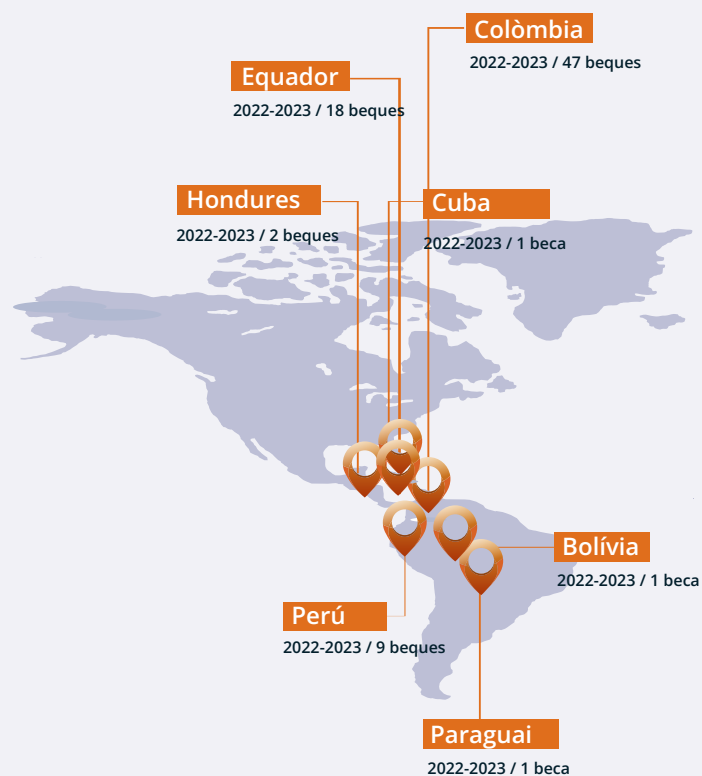 Colòmbia
2022-2023 / 47 beques
Equador
2022-2023 / 18 beques
Hondures
2022-2023 / 2 beques
Cuba
2022-2023 / 1 beca
Bolívia
2022-2023 / 1 beca
Perú
2022-2023 / 9 beques
Paraguai
2022-2023 / 1 beca